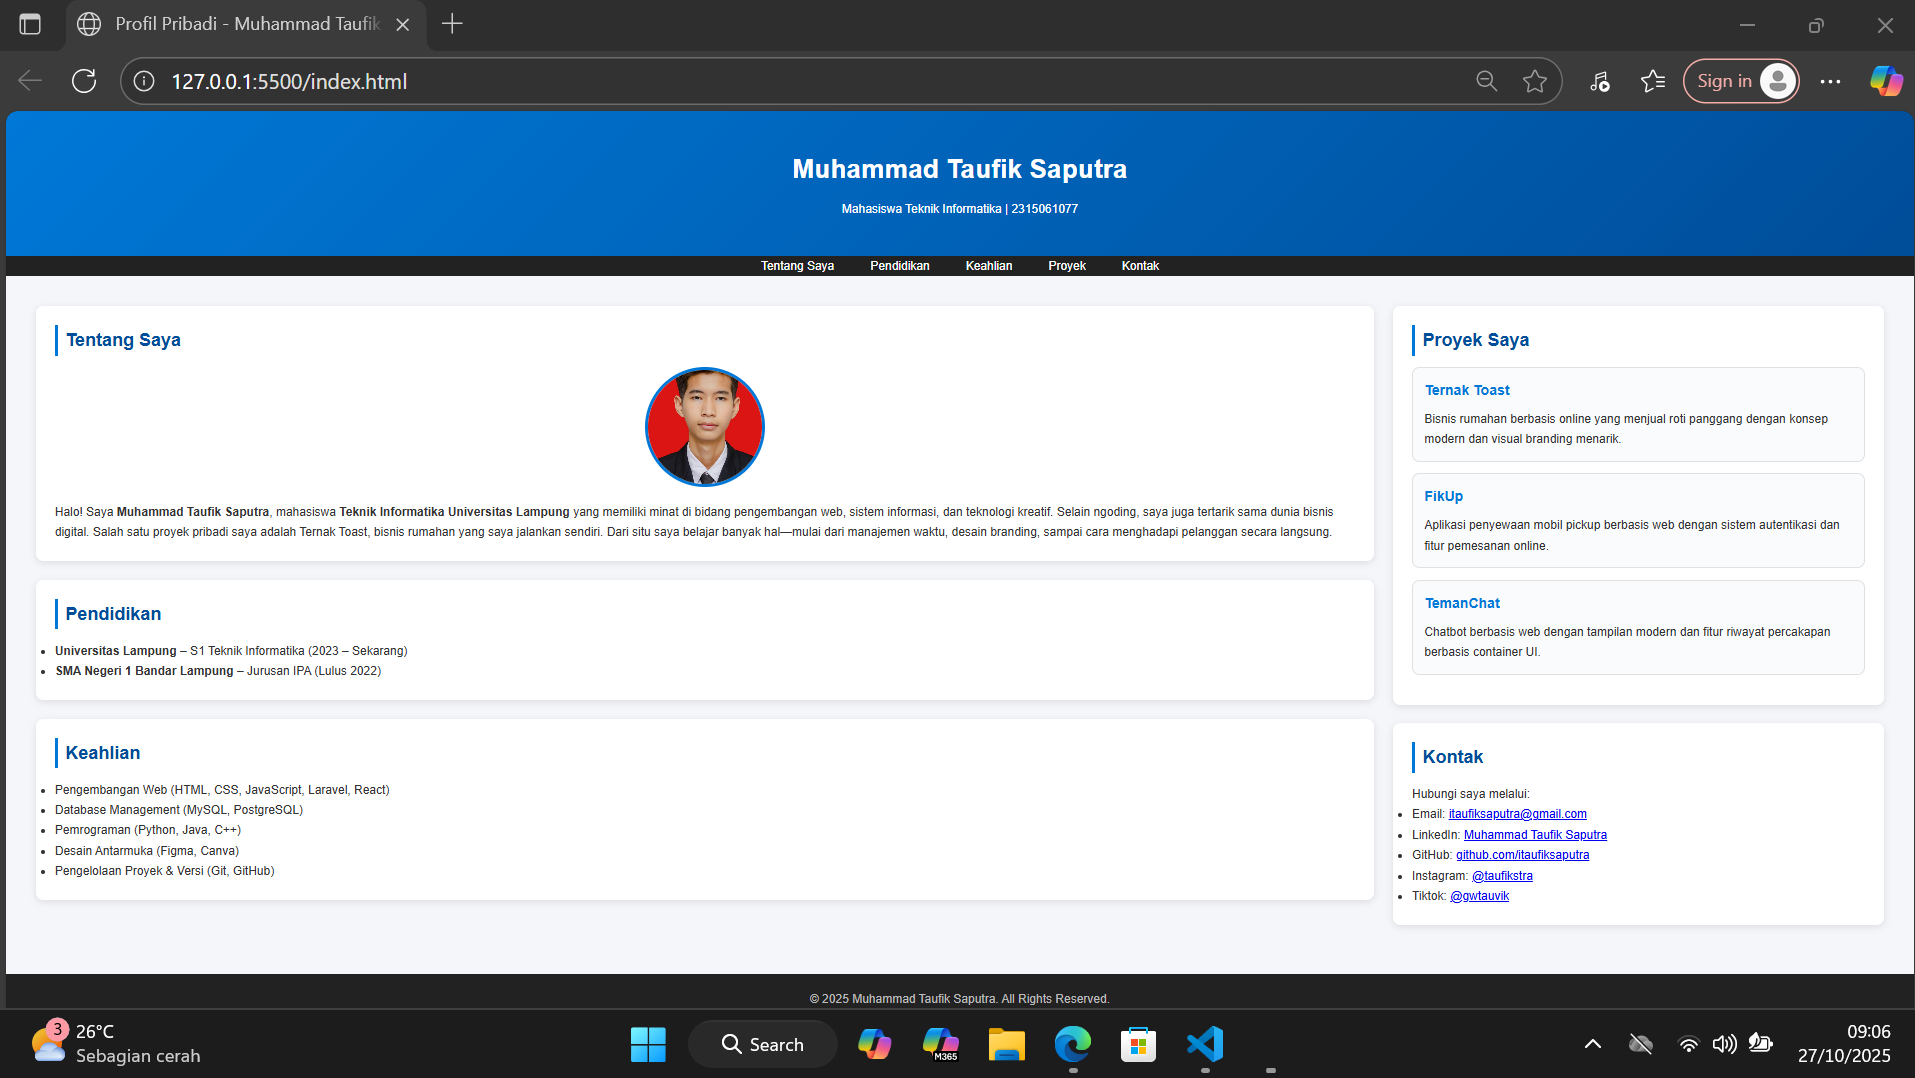 Profil Pribadi - Muhammad Taufik
127.0.0.1:5500/index.html
Sign in
Muhammad Taufik Saputra
Mahasiswa Teknik Informatika | 2315061077
Tentang Saya Pendidikan Keahlian Proyek Kontak
Tentang Saya
Halo! Saya Muhammad Taufik Saputra, mahasiswa Teknik Informatika Universitas Lampung yang memiliki minat di bidang pengembangan web, sistem informasi, dan teknologi kreatif. Selain ngoding, saya juga tertarik sama dunia bisnis
digital. Salah satu proyek pribadi saya adalah Ternak Toast, bisnis rumahan yang saya jalankan sendiri. Dari situ saya belajar banyak hal—mulai dari manajemen waktu, desain branding, sampai cara menghadapi pelanggan secara langsung.
Pendidikan
• Universitas Lampung – S1 Teknik Informatika (2023 – Sekarang)
• SMA Negeri 1 Bandar Lampung – Jurusan IPA (Lulus 2022)
Keahlian
• Pengembangan Web (HTML, CSS, JavaScript, Laravel, React)
• Database Management (MySQL, PostgreSQL)
• Pemrograman (Python, Java, C++)
• Desain Antarmuka (Figma, Canva)
• Pengelolaan Proyek & Versi (Git, GitHub)
Proyek Saya
Ternak Toast
Bisnis rumahan berbasis online yang menjual roti panggang dengan konsep
modern dan visual branding menarik.
FikUp
Aplikasi penyewaan mobil pickup berbasis web dengan sistem autentikasi dan
fitur pemesanan online.
TemanChat
Chatbot berbasis web dengan tampilan modern dan fitur riwayat percakapan
berbasis container UI.
Kontak
Hubungi saya melalui:
• Email: itaufiksaputra@gmail.com
• LinkedIn: Muhammad Taufik Saputra
• GitHub: github.com/itaufiksaputra
• Instagram: @taufikstra
• Tiktok: @gwtauvik
© 2025 Muhammad Taufik Saputra. All Rights Reserved.
3
26°C
Sebagian cerah
Search
M365
09:06
27/10/2025